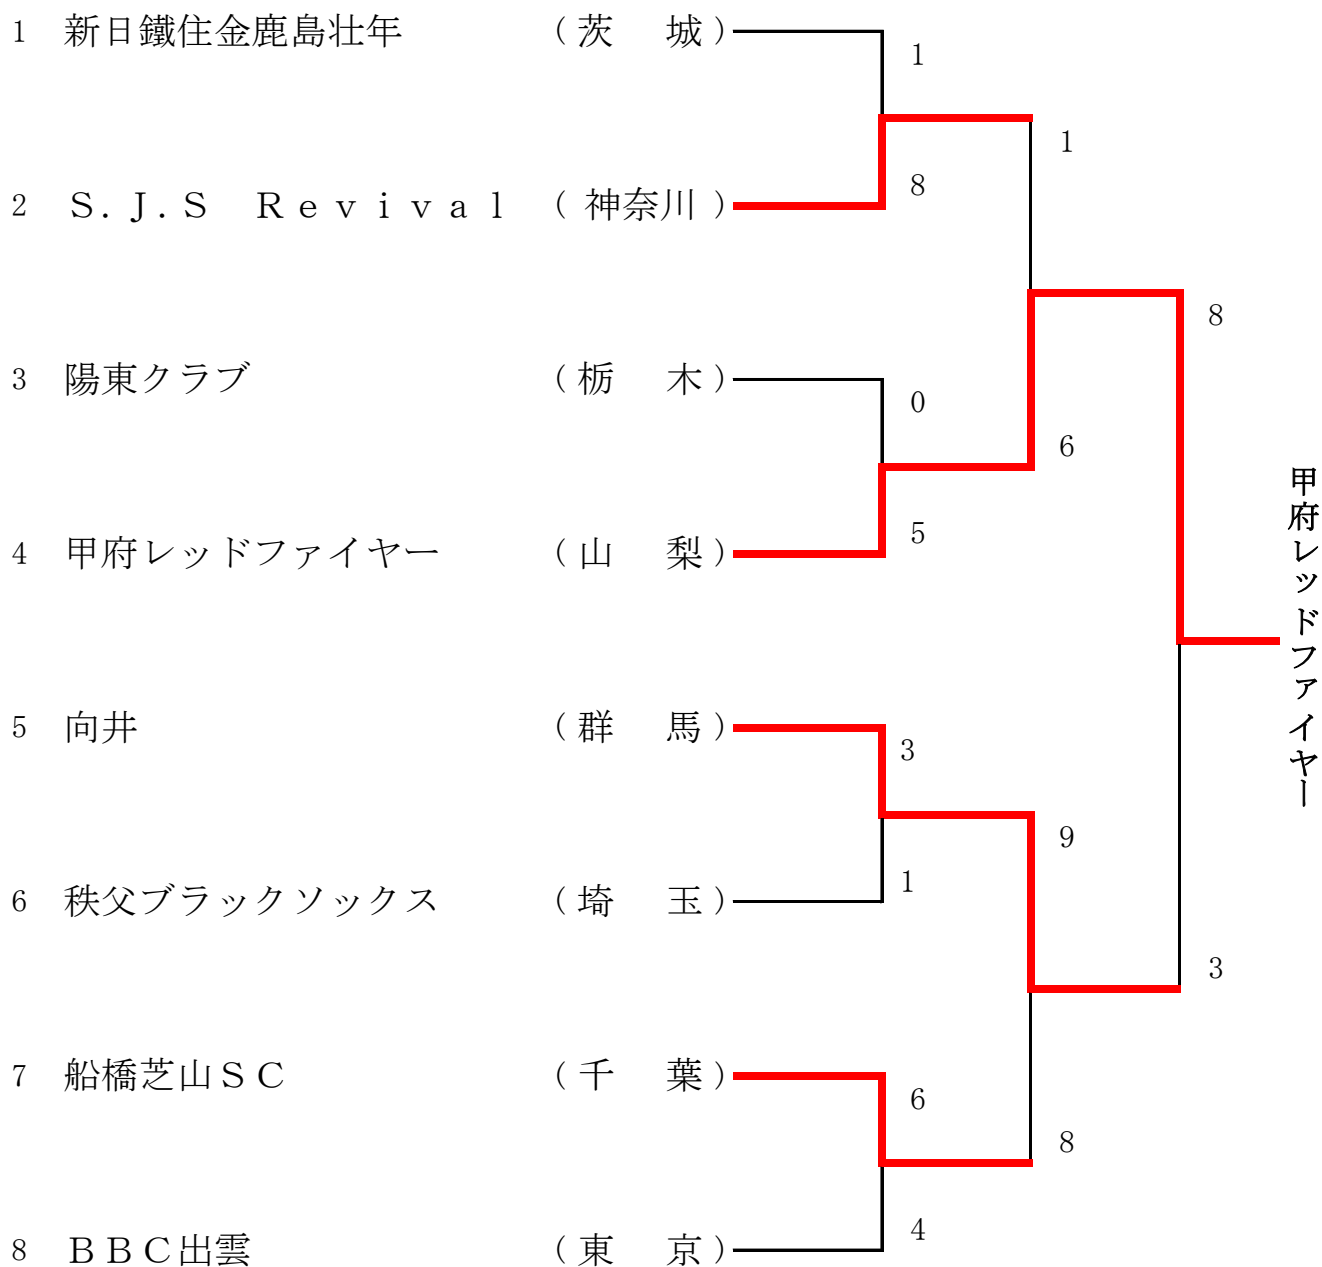 1 新日鐵住金鹿島壮年 （茨　城）
1
1
8
2 Ｓ．Ｊ．Ｓ　Ｒｅｖｉｖａｌ （神奈川）
8
3 陽東クラブ （栃　木）
0
6
5
4 甲府レッドファイヤー （山　梨）
甲府レッドファイヤー
5 向井 （群　馬）
3
9
1
6 秩父ブラックソックス （埼　玉）
3
7 船橋芝山ＳＣ （千　葉）
6
8
4
8 ＢＢＣ出雲 （東　京）